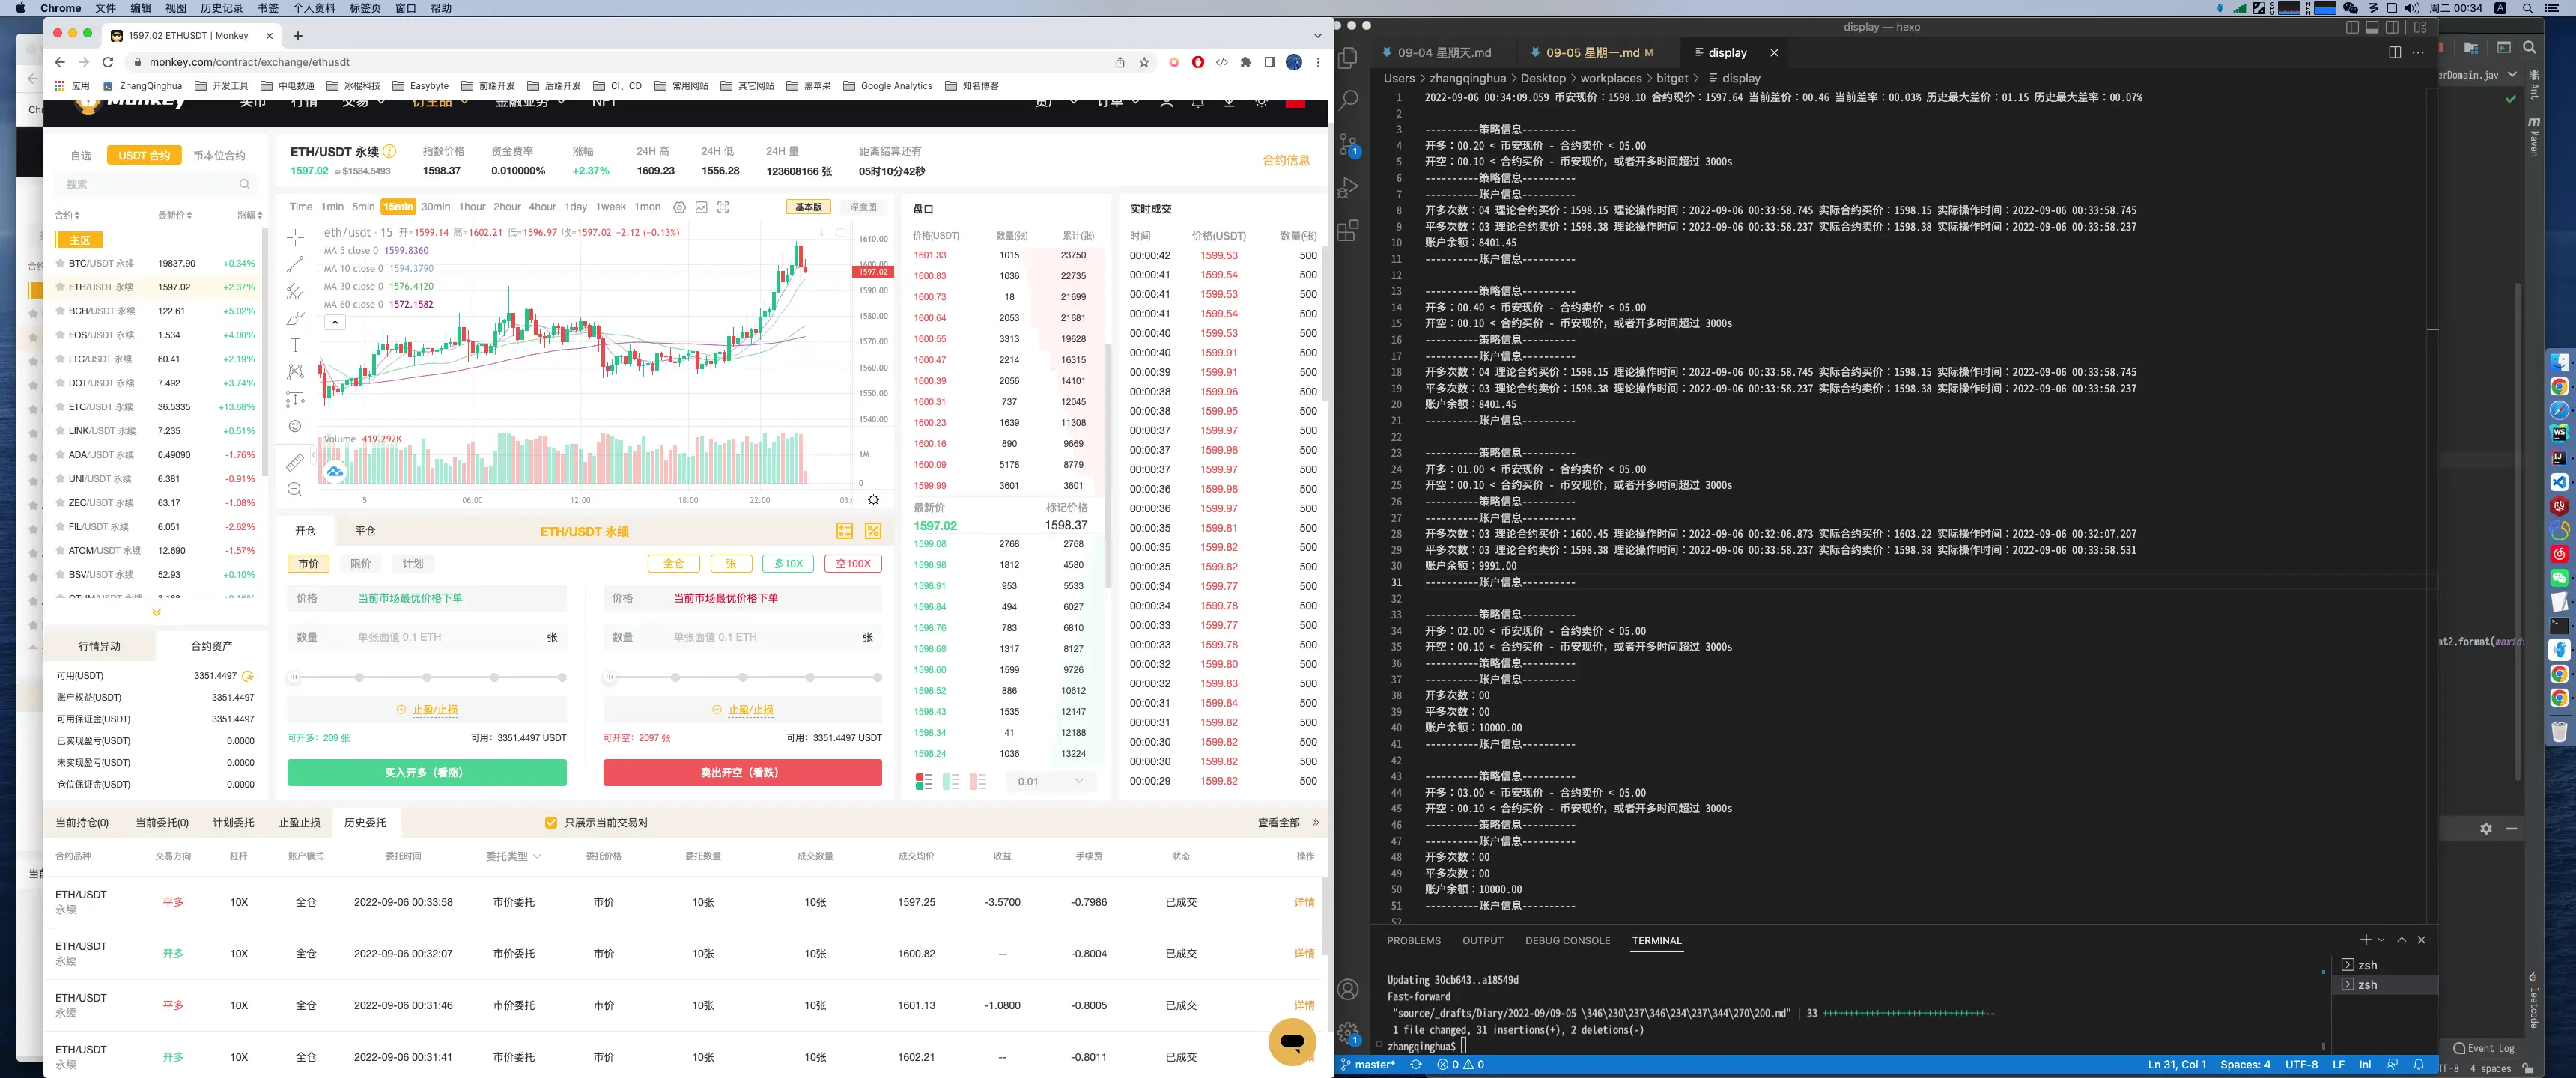 Chrome 文件 编辑 视图 历史记录 书签 个人资料 标签页 窗口 帮助
周二 00:34
1597.02 ETHUSDT | Monkey
monkey.com/contract/exchange/ethusdt
应用 ZhangQinghua 开发工具 中电数通 冰棍科技 Easybyte 前端开发 后端开发 CI、CD 常用网站 黑苹果 Google Analytics 其它网站 知名博客
自选 USDT 合约 币本位合约
搜索
合约 最新价 涨幅
主区
BTC/USDT 永续 19837.90 +0.34%
ETH/USDT 永续 1597.02 +2.37%
BCH/USDT 永续 122.61 +5.02%
EOS/USDT 永续 1.534 +4.00%
LTC/USDT 永续 60.41 +2.19%
DOT/USDT 永续 7.492 +3.74%
ETC/USDT 永续 36.5335 +13.68%
LINK/USDT 永续 7.235 +0.51%
ADA/USDT 永续 0.49090 -1.76%
UNI/USDT 永续 6.381 -0.91%
ZEC/USDT 永续 63.17 -1.08%
FIL/USDT 永续 6.051 -2.62%
ATOM/USDT 永续 12.690 -1.57%
BSV/USDT 永续 52.93 +0.10%
行情异动 合约资产
可用(USDT) 3351.4497
账户权益(USDT) 3351.4497
可用保证金(USDT) 3351.4497
已实现盈亏(USDT) 0.0000
未实现盈亏(USDT) 0.0000
仓位保证金(USDT) 0.0000
ETH/USDT 永续 指数价格 资金费率 涨幅 24H 高 24H 低 24H 量 距离结算还有
1597.02 ≈ $1584.5493 1598.37 0.010000% +2.37% 1609.23 1556.28 123608166 张 05时10分42秒
合约信息
Time 1min 5min 15min 30min 1hour 2hour 4hour 1day 1week 1mon 基本版 深度图
eth/usdt · 15 开=1599.14 高=1602.21 低=1596.97 收=1597.02 -2.12 (-0.13%)
MA 5 close 0 1599.8360
MA 10 close 0 1594.3790
MA 30 close 0 1576.4120
MA 60 close 0 1572.1582
1610.00
1597.02
1590.00
1580.00
1570.00
1560.00
1550.00
1540.00
Volume 419.292K
1M
0
5 06:00 12:00 18:00 22:00
开仓 平仓 ETH/USDT 永续
市价 限价 计划 全仓 张 多10X 空100X
价格 当前市场最优价格下单 价格 当前市场最优价格下单
数量 单张面值 0.1 ETH 张 数量 单张面值 0.1 ETH 张
止盈/止损 止盈/止损
可开多：209 张 可用：3351.4497 USDT 可开空：2097 张 可用：3351.4497 USDT
买入开多（看涨） 卖出开空（看跌）
盘口
价格(USDT) 数量(张) 累计(张)
1601.33 1015 23750
1600.83 1036 22735
1600.73 18 21699
1600.64 2053 21681
1600.55 3313 19628
1600.47 2214 16315
1600.39 2056 14101
1600.31 737 12045
1600.23 1639 11308
1600.16 890 9669
1600.09 5178 8779
1599.99 3601 3601
最新价 标记价格
1597.02 1598.37
1599.08 2768 2768
1598.98 1812 4580
1598.91 953 5533
1598.84 494 6027
1598.76 783 6810
1598.68 1317 8127
1598.60 1599 9726
1598.52 886 10612
1598.43 1535 12147
1598.34 41 12188
1598.24 1036 13224
0.01
实时成交
时间 价格(USDT) 数量(张)
00:00:42 1599.53 500
00:00:41 1599.54 500
00:00:41 1599.53 500
00:00:41 1599.54 500
00:00:40 1599.53 500
00:00:40 1599.91 500
00:00:39 1599.91 500
00:00:38 1599.96 500
00:00:38 1599.95 500
00:00:37 1599.97 500
00:00:37 1599.98 500
00:00:37 1599.97 500
00:00:36 1599.98 500
00:00:36 1599.97 500
00:00:35 1599.81 500
00:00:35 1599.82 500
00:00:35 1599.82 500
00:00:34 1599.77 500
00:00:34 1599.78 500
00:00:33 1599.77 500
00:00:33 1599.78 500
00:00:32 1599.80 500
00:00:32 1599.83 500
00:00:31 1599.84 500
00:00:31 1599.82 500
00:00:30 1599.82 500
00:00:30 1599.82 500
00:00:29 1599.82 500
当前持仓(0) 当前委托(0) 计划委托 止盈止损 历史委托 只展示当前交易对 查看全部
合约品种 交易方向 杠杆 账户模式 委托时间 委托类型 委托价格 委托数量 成交数量 成交均价 收益 手续费 状态 操作
ETH/USDT 永续 平多 10X 全仓 2022-09-06 00:33:58 市价委托 市价 10张 10张 1597.25 -3.5700 -0.7986 已成交 详情
ETH/USDT 永续 开多 10X 全仓 2022-09-06 00:32:07 市价委托 市价 10张 10张 1600.82 -- -0.8004 已成交 详情
ETH/USDT 永续 平多 10X 全仓 2022-09-06 00:31:46 市价委托 市价 10张 10张 1601.13 -1.0800 -0.8005 已成交 详情
ETH/USDT 永续 开多 10X 全仓 2022-09-06 00:31:41 市价委托 市价 10张 10张 1602.21 -- -0.8011 已成交
display — hexo
09-04 星期天.md 09-05 星期一.md M display
Users > zhangqinghua > Desktop > workplaces > bitget > display
1 2022-09-06 00:34:09.059 币安现价：1598.10 合约现价：1597.64 当前差价：00.46 当前差率：00.03% 历史最大差价：01.15 历史最大差率：00.07%
2
3 ----------策略信息----------
4 开多：00.20 < 币安现价 - 合约卖价 < 05.00
5 开空：00.10 < 合约买价 - 币安现价，或者开多时间超过 3000s
6 ----------策略信息----------
7 ----------账户信息----------
8 开多次数：04 理论合约买价：1598.15 理论操作时间：2022-09-06 00:33:58.745 实际合约买价：1598.15 实际操作时间：2022-09-06 00:33:58.745
9 平多次数：03 理论合约卖价：1598.38 理论操作时间：2022-09-06 00:33:58.237 实际合约卖价：1598.38 实际操作时间：2022-09-06 00:33:58.237
10 账户余额：8401.45
11 ----------账户信息----------
12
13 ----------策略信息----------
14 开多：00.40 < 币安现价 - 合约卖价 < 05.00
15 开空：00.10 < 合约买价 - 币安现价，或者开多时间超过 3000s
16 ----------策略信息----------
17 ----------账户信息----------
18 开多次数：04 理论合约买价：1598.15 理论操作时间：2022-09-06 00:33:58.745 实际合约买价：1598.15 实际操作时间：2022-09-06 00:33:58.745
19 平多次数：03 理论合约卖价：1598.38 理论操作时间：2022-09-06 00:33:58.237 实际合约卖价：1598.38 实际操作时间：2022-09-06 00:33:58.237
20 账户余额：8401.45
21 ----------账户信息----------
22
23 ----------策略信息----------
24 开多：01.00 < 币安现价 - 合约卖价 < 05.00
25 开空：00.10 < 合约买价 - 币安现价，或者开多时间超过 3000s
26 ----------策略信息----------
27 ----------账户信息----------
28 开多次数：03 理论合约买价：1600.45 理论操作时间：2022-09-06 00:32:06.873 实际合约买价：1603.22 实际操作时间：2022-09-06 00:32:07.207
29 平多次数：03 理论合约卖价：1598.38 理论操作时间：2022-09-06 00:33:58.237 实际合约卖价：1598.38 实际操作时间：2022-09-06 00:33:58.531
30 账户余额：9991.00
31 ----------账户信息----------
32
33 ----------策略信息----------
34 开多：02.00 < 币安现价 - 合约卖价 < 05.00
35 开空：00.10 < 合约买价 - 币安现价，或者开多时间超过 3000s
36 ----------策略信息----------
37 ----------账户信息----------
38 开多次数：00
39 平多次数：00
40 账户余额：10000.00
41 ----------账户信息----------
42
43 ----------策略信息----------
44 开多：03.00 < 币安现价 - 合约卖价 < 05.00
45 开空：00.10 < 合约买价 - 币安现价，或者开多时间超过 3000s
46 ----------策略信息----------
47 ----------账户信息----------
48 开多次数：00
49 平多次数：00
50 账户余额：10000.00
51 ----------账户信息----------
PROBLEMS OUTPUT DEBUG CONSOLE TERMINAL
zsh
zsh
Updating 30cb643..a18549d
Fast-forward
"source/_drafts/Diary/2022-09/09-05 \346\230\237\346\234\237\344\270\200.md" | 33 +++++++++++++++++++++++++++++++--
1 file changed, 31 insertions(+), 2 deletions(-)
zhangqinghua$
master* 0 0 Ln 31, Col 1 Spaces: 4 UTF-8 LF Ini
erDomain.jav
Ant
Maven
at2.format(maxid
leetcode
Event Log
TF-8 4 spaces